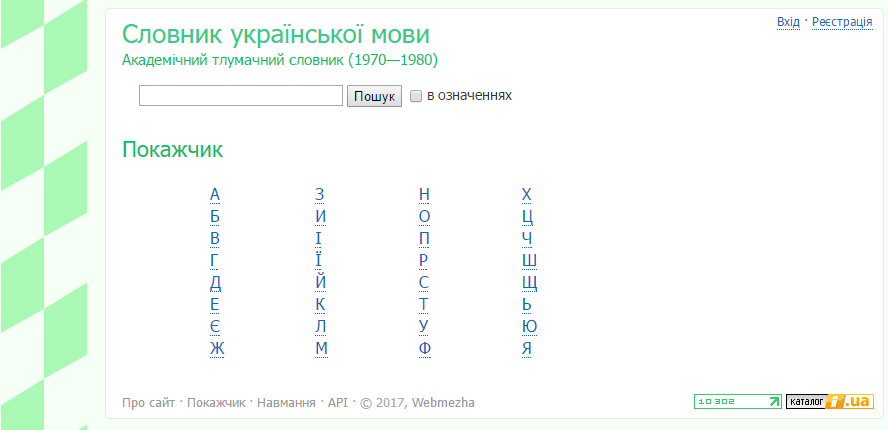 Вхід · Реєстрація
Словник української мови
Академічний тлумачний словник (1970—1980)
Пошук в означеннях
Покажчик
А З Н Х
Б И О Ц
В І П Ч
Г Ї Р Ш
Д Й С Щ
Е К Т Ь
Є Л У Ю
Ж М Ф Я
Про сайт · Покажчик · Навмання · API · © 2017, Webmezha
10 302
каталог i.ua